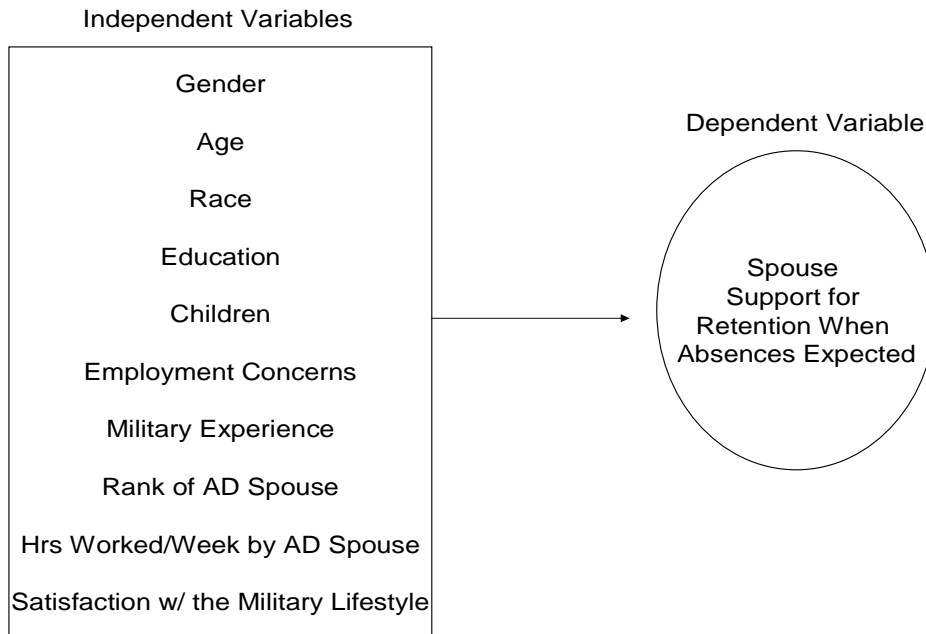 Independent Variables
Gender
Age
Race
Education
Children
Employment Concerns
Military Experience
Rank of AD Spouse
Hrs Worked/Week by AD Spouse
Satisfaction w/ the Military Lifestyle
Dependent Variable
Spouse
Support for
Retention When
Absences Expected